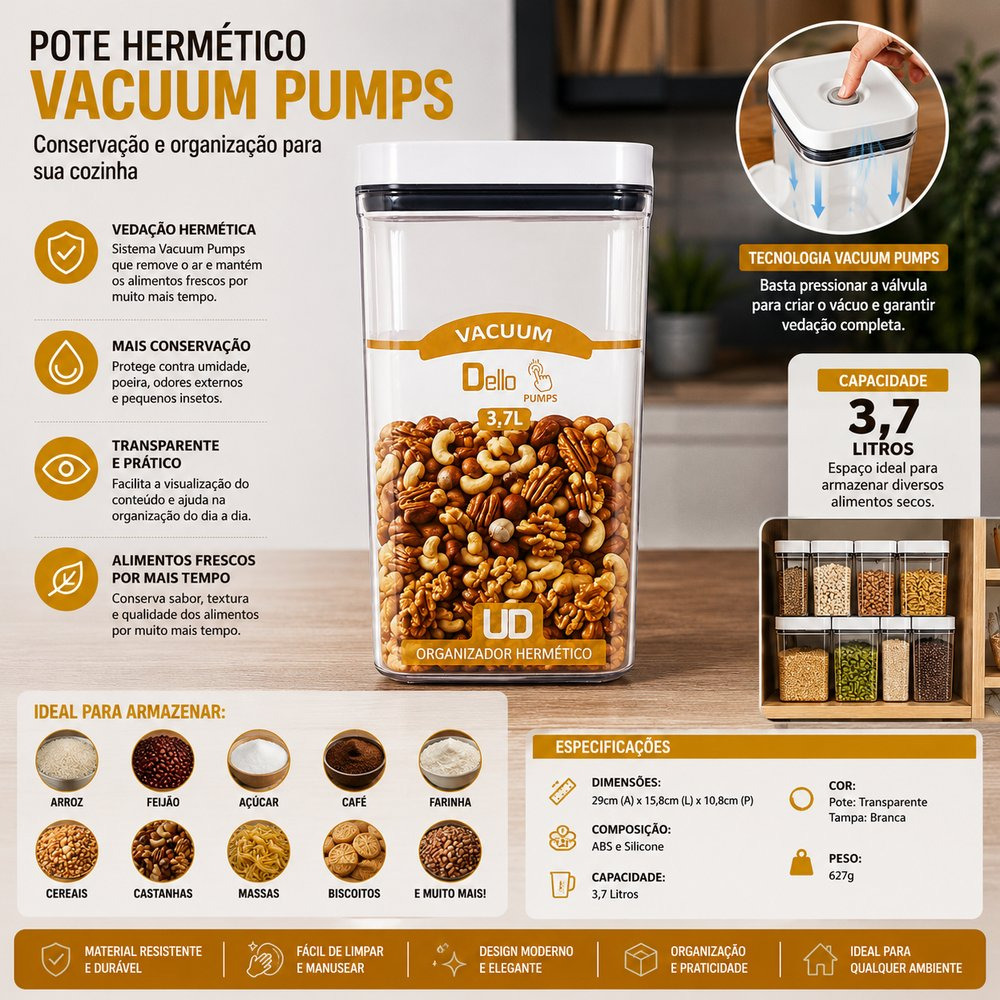 POTE HERMÉTICO
VACUUM PUMPS
Conservação e organização para
sua cozinha
VEDAÇÃO HERMÉTICA
Sistema Vacuum Pumps
que remove o ar e mantém
os alimentos frescos por
muito mais tempo.
MAIS CONSERVAÇÃO
Protege contra umidade,
poeira, odores externos
e pequenos insetos.
TRANSPARENTE
E PRÁTICO
Facilita a visualização do
conteúdo e ajuda na
organização do dia a dia.
ALIMENTOS FRESCOS
POR MAIS TEMPO
Conserva sabor, textura
e qualidade dos alimentos
por muito mais tempo.
VACUUM
Dello
PUMPS
3,7L
UD
ORGANIZADOR HERMÉTICO
TECNOLOGIA VACUUM PUMPS
Basta pressionar a válvula
para criar o vácuo e garantir
vedação completa.
CAPACIDADE
3,7
LITROS
Espaço ideal para
armazenar diversos
alimentos secos.
IDEAL PARA ARMAZENAR:
ARROZ
FEIJÃO
AÇÚCAR
CAFÉ
FARINHA
CEREAIS
CASTANHAS
MASSAS
BISCOITOS
E MUITO MAIS!
ESPECIFICAÇÕES
DIMENSÕES:
29cm (A) x 15,8cm (L) x 10,8cm (P)
COMPOSIÇÃO:
ABS e Silicone
CAPACIDADE:
3,7 Litros
COR:
Pote: Transparente
Tampa: Branca
PESO:
627g
MATERIAL RESISTENTE
E DURÁVEL
FÁCIL DE LIMPAR
E MANUSEAR
DESIGN MODERNO
E ELEGANTE
ORGANIZAÇÃO
E PRATICIDADE
IDEAL PARA
QUALQUER AMBIENTE